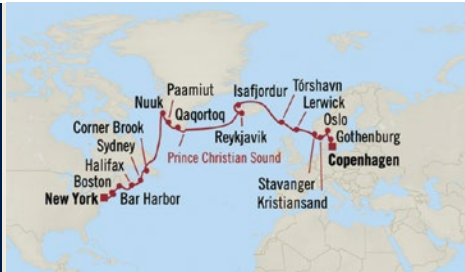 Paamiut
Nuuk
Qaqortoq
Isafjordur
Tórshavn
Lerwick
Oslo
Gothenburg
Copenhagen
Corner Brook
Sydney
Halifax
Boston
New York
Bar Harbor
Reykjavik
Prince Christian Sound
Stavanger
Kristiansand